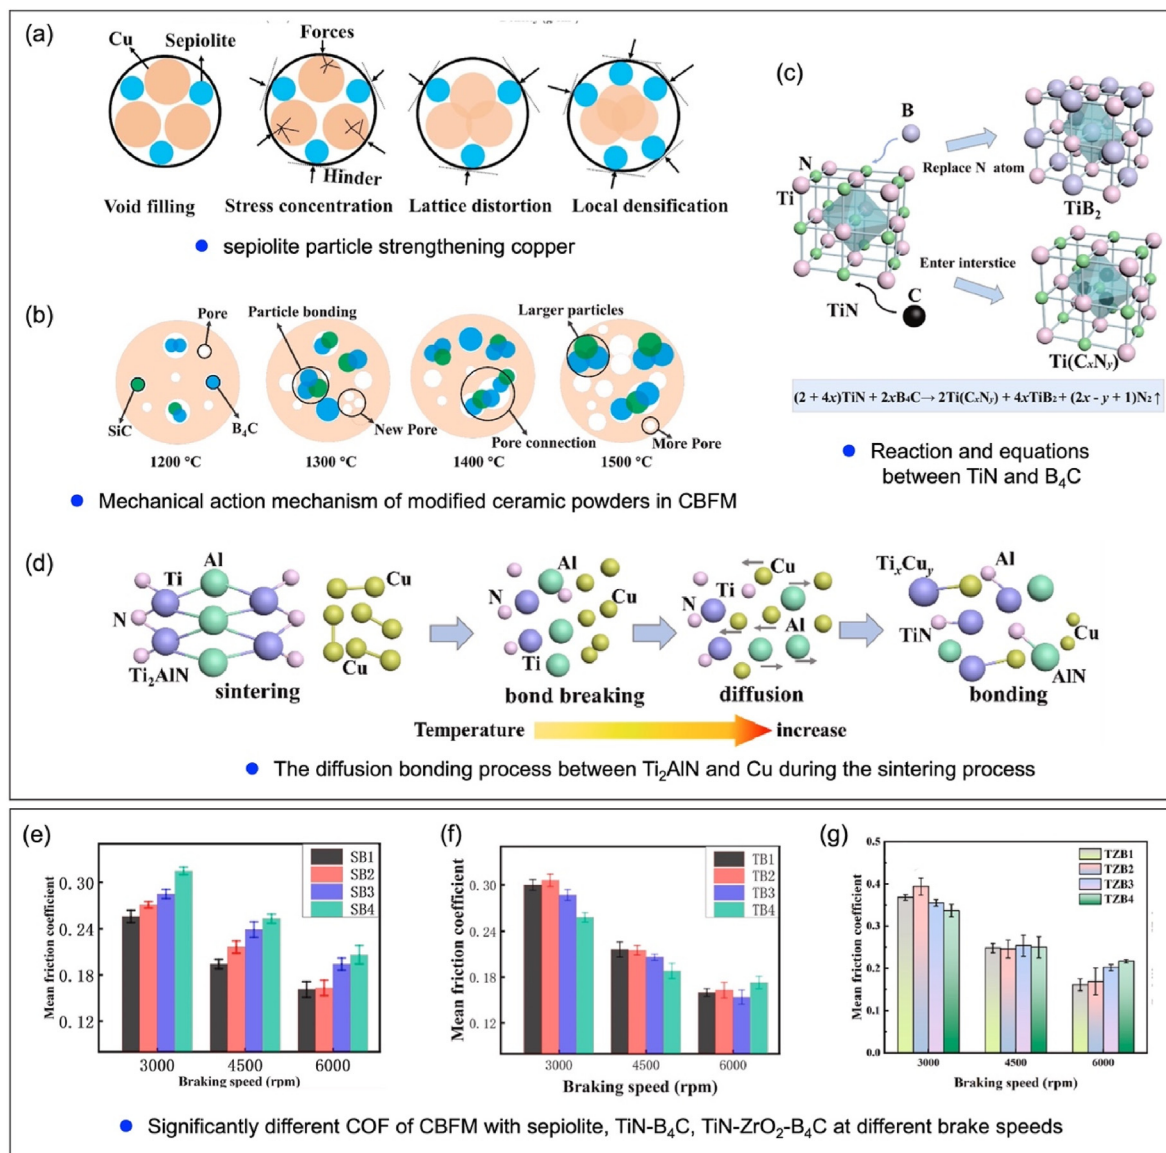 (a)
Cu
Sepiolite
Forces
Hinder
Void filling
Stress concentration
Lattice distortion
Local densification
sepiolite particle strengthening copper
(b)
Pore
Particle bonding
Larger particles
SiC
B₄C
New Pore
Pore connection
More Pore
1200 °C
1300 °C
1400 °C
1500 °C
Mechanical action mechanism of modified ceramic powders in CBFM
(c)
B
N
Ti
Replace N atom
TiB₂
Enter interstice
TiN
C
Ti(CₓNᵧ)
(2 + 4x)TiN + 2xB₄C→ 2Ti(CₓNᵧ) + 4xTiB₂+ (2x - y + 1)N₂↑
Reaction and equations
between TiN and B₄C
(d)
Al
Ti
N
Ti₂AlN
Cu
Cu
sintering
Al
N
Cu
Ti
bond breaking
Cu
Ti
N
Al
diffusion
TiₓCuᵧ
Al
TiN
Cu
AlN
bonding
Temperature
increase
The diffusion bonding process between Ti₂AlN and Cu during the sintering process
(e)
Mean friction coefficient
0.30
0.24
0.18
0.12
SB1
SB2
SB3
SB4
3000
4500
6000
Braking speed (rpm)
(f)
Mean friction coefficient
0.30
0.24
0.18
0.12
TB1
TB2
TB3
TB4
3000
4500
6000
Braking speed (rpm)
(g)
Mean friction coefficient
0.5
0.4
0.3
0.2
0.1
0.0
TZB1
TZB2
TZB3
TZB4
3000
4500
6000
Braking speed (rpm)
Significantly different COF of CBFM with sepiolite, TiN-B₄C, TiN-ZrO₂-B₄C at different brake speeds